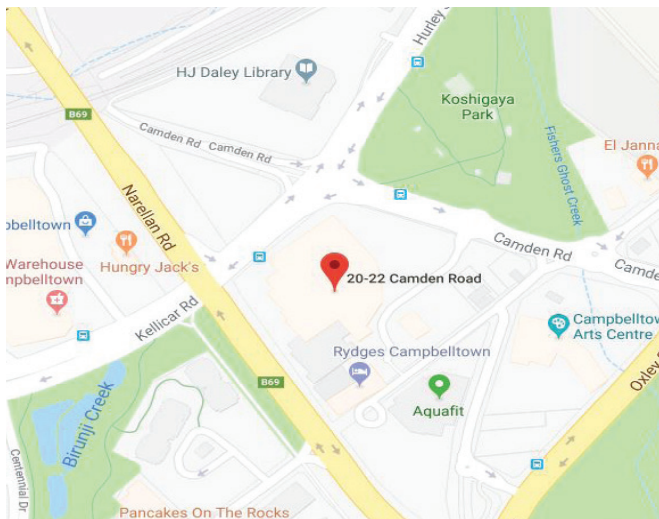 Hurley S
HJ Daley Library
Koshigaya
Park
B69
Camden Rd Camden Rd
Fishers Ghost Creek
El Janna
Narellan Rd
pbelltown
Camden Rd
Camde
Hungry Jack's
Warehouse
mpbelltown
20-22 Camden Road
Kellicar Rd
Campbelltow
Arts Centre
Rydges Campbelltown
B69
Aquafit
Oxley S
Birunji Creek
Centennial Dr
Pancakes On The Rocks